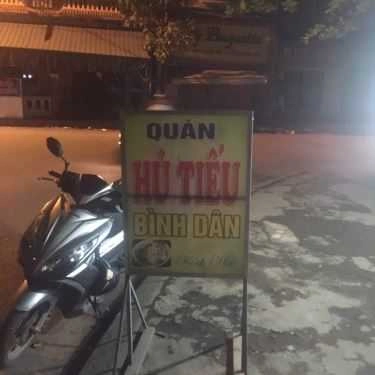 QUÁN
HỦ TIẾU
BÌNH DÂN